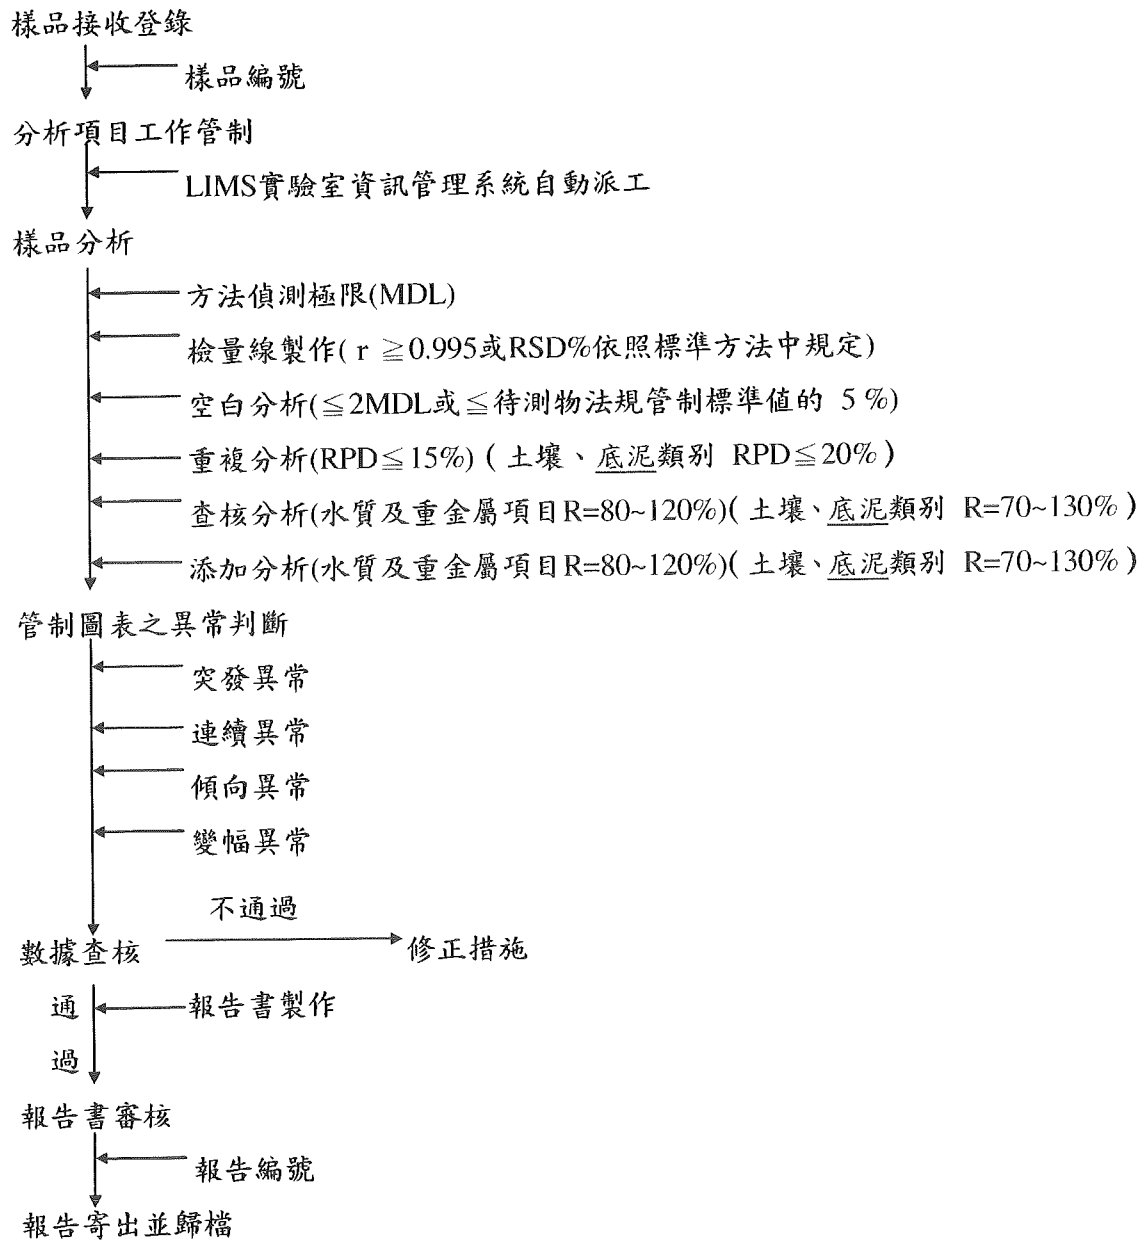 樣品接收登錄
樣品編號
分析項目工作管制
LIMS實驗室資訊管理系統自動派工
樣品分析
方法偵測極限(MDL)
檢量線製作( r ≧0.995或RSD%依照標準方法中規定)
空白分析(≦2MDL或≦待測物法規管制標準值的 5 %)
重複分析(RPD≦15%) ( 土壤、底泥類別 RPD≦20% )
查核分析(水質及重金屬項目R=80~120%)( 土壤、底泥類別 R=70~130% )
添加分析(水質及重金屬項目R=80~120%)( 土壤、底泥類別 R=70~130% )
管制圖表之異常判斷
突發異常
連續異常
傾向異常
變幅異常
不通過
數據查核 修正措施
通 報告書製作
過
報告書審核
報告編號
報告寄出並歸檔